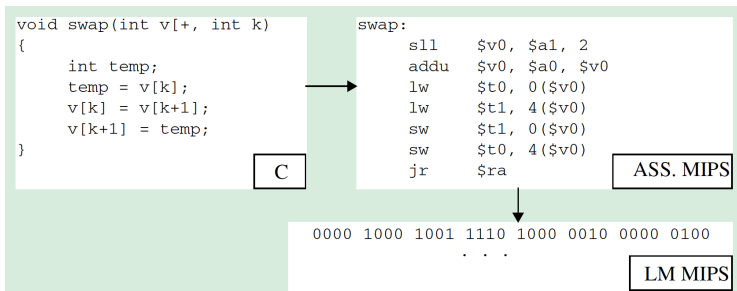 void swap(int v[+, int k)
{
int temp;
temp = v[k];
v[k] = v[k+1];
v[k+1] = temp;
}
C
swap:
sll $v0, $a1, 2
addu $v0, $a0, $v0
lw $t0, 0($v0)
lw $t1, 4($v0)
sw $t1, 0($v0)
sw $t0, 4($v0)
jr $ra
ASS. MIPS
0000 1000 1001 1110 1000 0010 0000 0100
. . .
LM MIPS